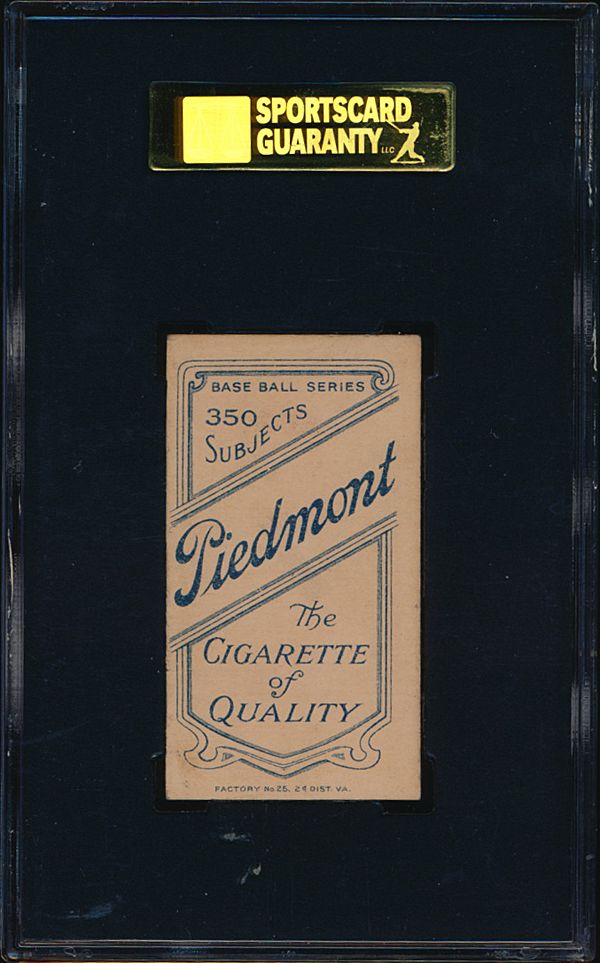 SPORTSCARD
GUARANTY LLC
BASE BALL SERIES
350
SUBJECTS
Piedmont
The
CIGARETTE
of
QUALITY
FACTORY No 25, 2d DIST. VA.